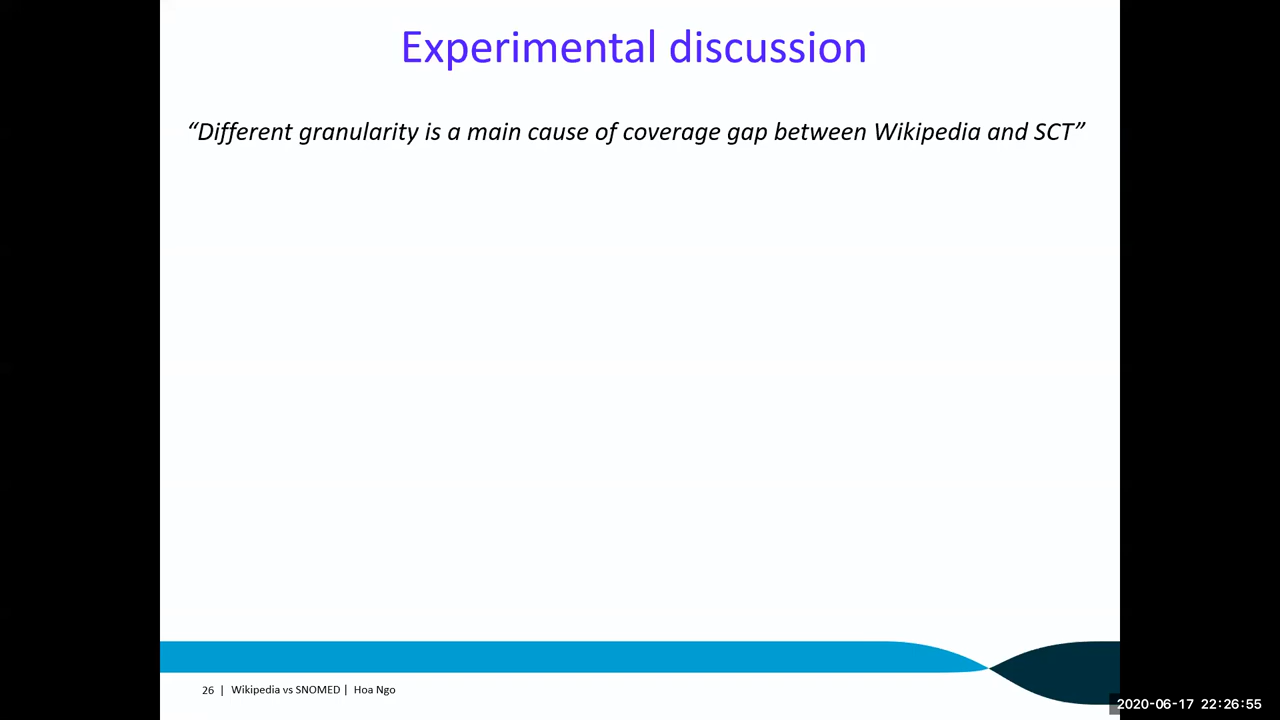 Experimental discussion
“Different granularity is a main cause of coverage gap between Wikipedia and SCT”
26 | Wikipedia vs SNOMED | Hoa Ngo
2020-06-17 22:26:55